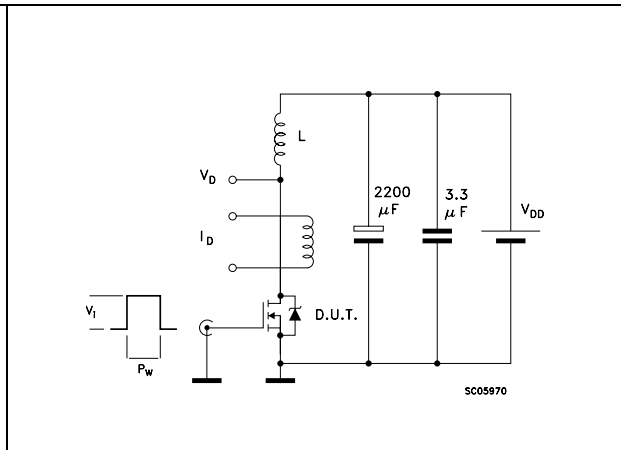 L
V_D
2200
µF
3.3
µF
V_DD
I_D
D.U.T.
V_i
P_W
SC05970